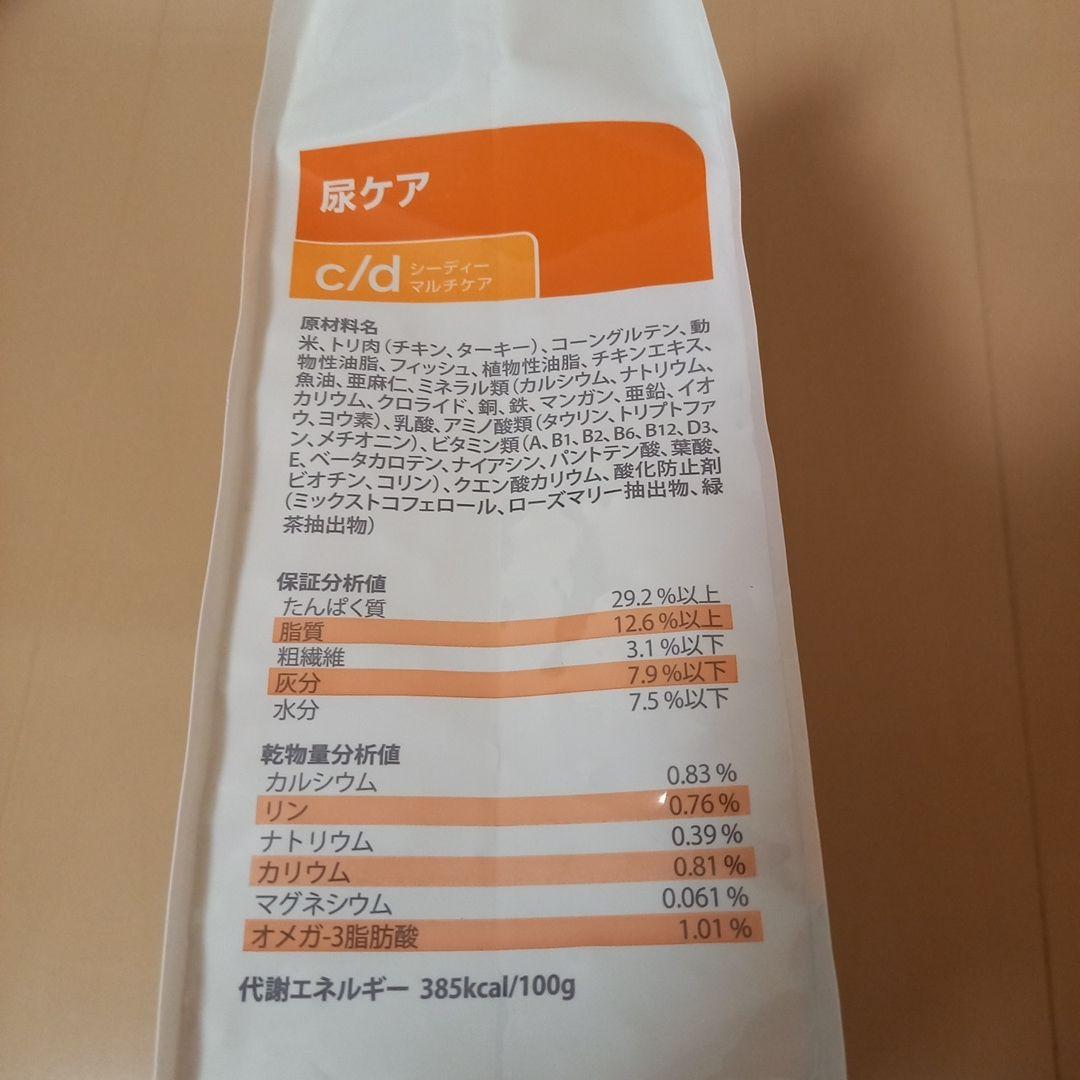 尿ケア
c/d シーディー
マルチケア
原材料名
米、トリ肉（チキン、ターキー）、コーングルテン、動
物性油脂、フィッシュ、植物性油脂、チキンエキス、
魚油、亜麻仁、ミネラル類（カルシウム、ナトリウム、
カリウム、クロライド、銅、鉄、マンガン、亜鉛、イオ
ウ、ヨウ素）、乳酸、アミノ酸類（タウリン、トリプトファ
ン、メチオニン）、ビタミン類（A、B1、B2、B6、B12、D3、
E、ベータカロテン、ナイアシン、パントテン酸、葉酸、
ビオチン、コリン）、クエン酸カリウム、酸化防止剤
（ミックストコフェロール、ローズマリー抽出物、緑
茶抽出物）
保証分析値
たんぱく質 29.2 %以上
脂質 12.6 %以上
粗繊維 3.1 %以下
灰分 7.9 %以下
水分 7.5 %以下
乾物量分析値
カルシウム 0.83 %
リン 0.76 %
ナトリウム 0.39 %
カリウム 0.81 %
マグネシウム 0.061 %
オメガ-3脂肪酸 1.01 %
代謝エネルギー 385kcal/100g